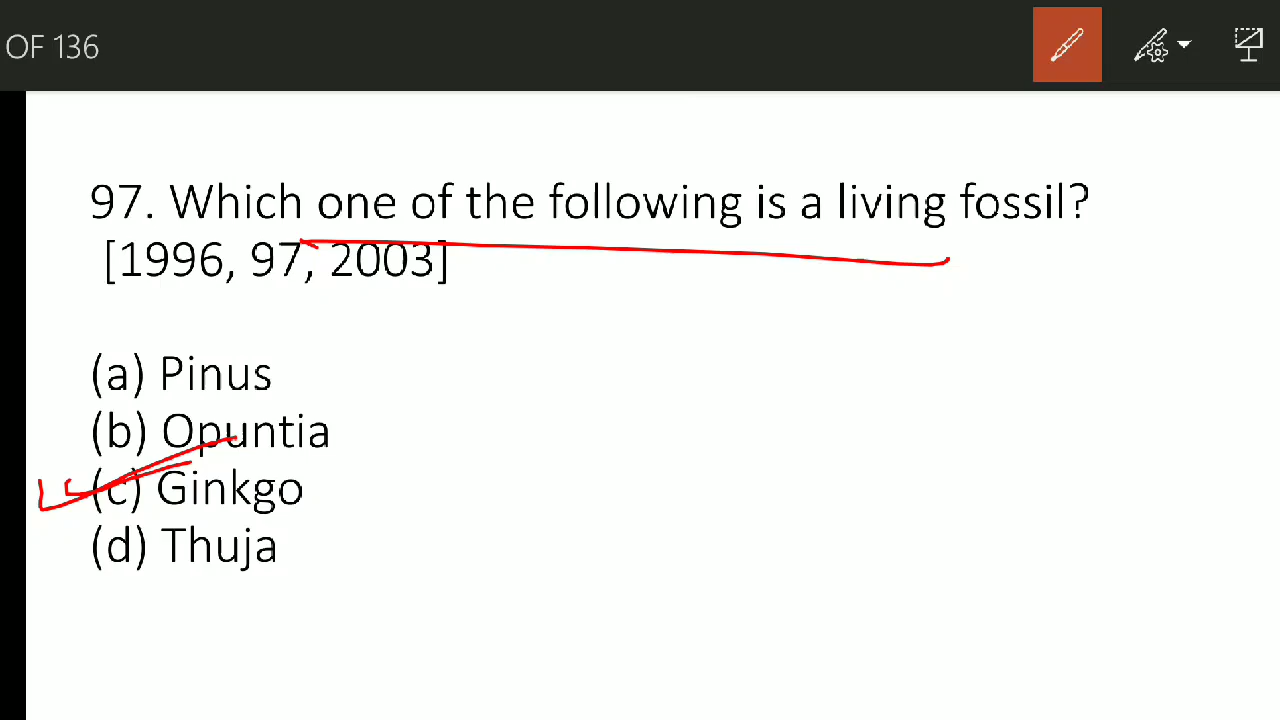 OF 136
97. Which one of the following is a living fossil?
[1996, 97, 2003]
(a) Pinus
(b) Opuntia
(c) Ginkgo
(d) Thuja